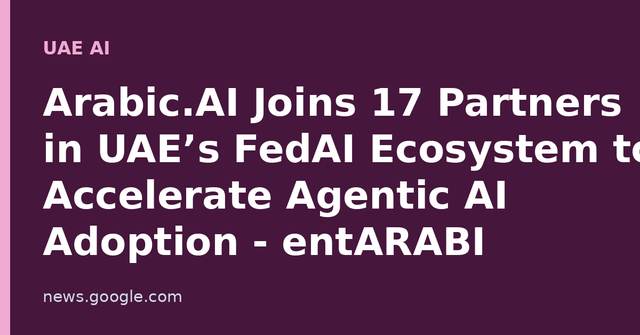 UAE AI
Arabic.AI Joins 17 Partners
in UAE’s FedAI Ecosystem to
Accelerate Agentic AI
Adoption - entARABI
news.google.com